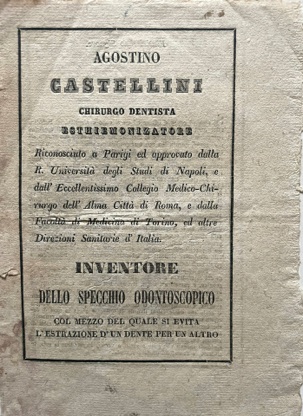 AGOSTINO
CASTELLINI
CHIRURGO DENTISTA
ESTHIEMONIZATORE
Riconosciuto a Parigi ed approvato dalla
R. Università degli Studi di Napoli, e
dall' Eccellentissimo Collegio Medico-Chi-
rurgo dell' Alma Città di Roma, e dalla
Facoltà di Medicina di Torino, ed altre
Direzioni Sanitarie d' Italia.
INVENTORE
DELLO SPECCHIO ODONTOSCOPICO
COL MEZZO DEL QUALE SI EVITA
L'ESTRAZIONE D'UN DENTE PER UN ALTRO